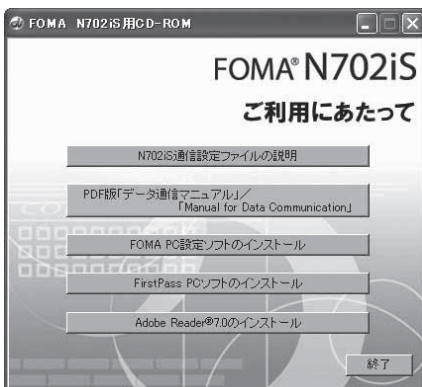 FOMA N702iS用CD-ROM
FOMA® N702iS
ご利用にあたって
N702iS通信設定ファイルの説明
PDF版「データ通信マニュアル」/
「Manual for Data Communication」
FOMA PC設定ソフトのインストール
FirstPass PCソフトのインストール
Adobe Reader®7.0のインストール
終了